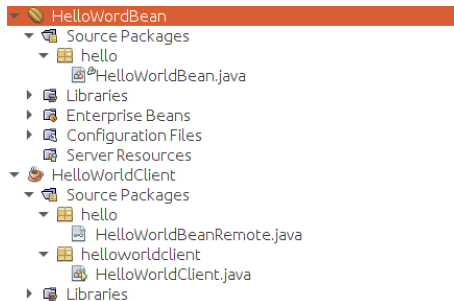 HelloWordBean
Source Packages
hello
HelloWorldBean.java
Libraries
Enterprise Beans
Configuration Files
Server Resources
HelloWorldClient
Source Packages
hello
HelloWorldBeanRemote.java
helloworldclient
HelloWorldClient.java
Libraries